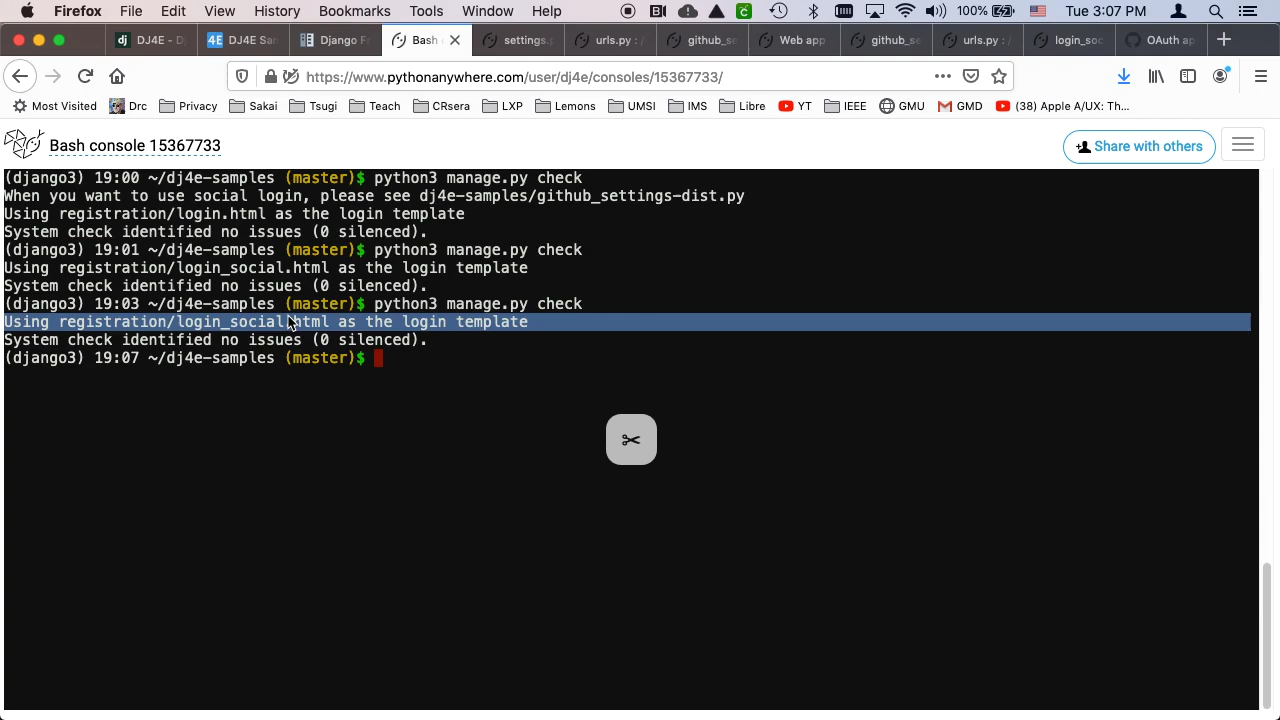 Firefox File Edit View History Bookmarks Tools Window Help 100% Tue 3:07 PM
DJ4E - D 4E DJ4E Sam Django Fr Bash settings.p urls.py : / github_se Web app github_s urls.py : / login_soc OAuth ap
https://www.pythonanywhere.com/user/dj4e/consoles/15367733/
Most Visited Drc Privacy Sakai Tsugi Teach CRsera LXP Lemons UMSI IMS Libre YT IEEE GMU GMD (38) Apple A/UX: Th...
Bash console 15367733 Share with others
(django3) 19:00 ~/dj4e-samples (master)$ python3 manage.py check
When you want to use social login, please see dj4e-samples/github_settings-dist.py
Using registration/login.html as the login template
System check identified no issues (0 silenced).
(django3) 19:01 ~/dj4e-samples (master)$ python3 manage.py check
Using registration/login_social.html as the login template
System check identified no issues (0 silenced).
(django3) 19:03 ~/dj4e-samples (master)$ python3 manage.py check
Using registration/login_social.html as the login template
System check identified no issues (0 silenced).
(django3) 19:07 ~/dj4e-samples (master)$